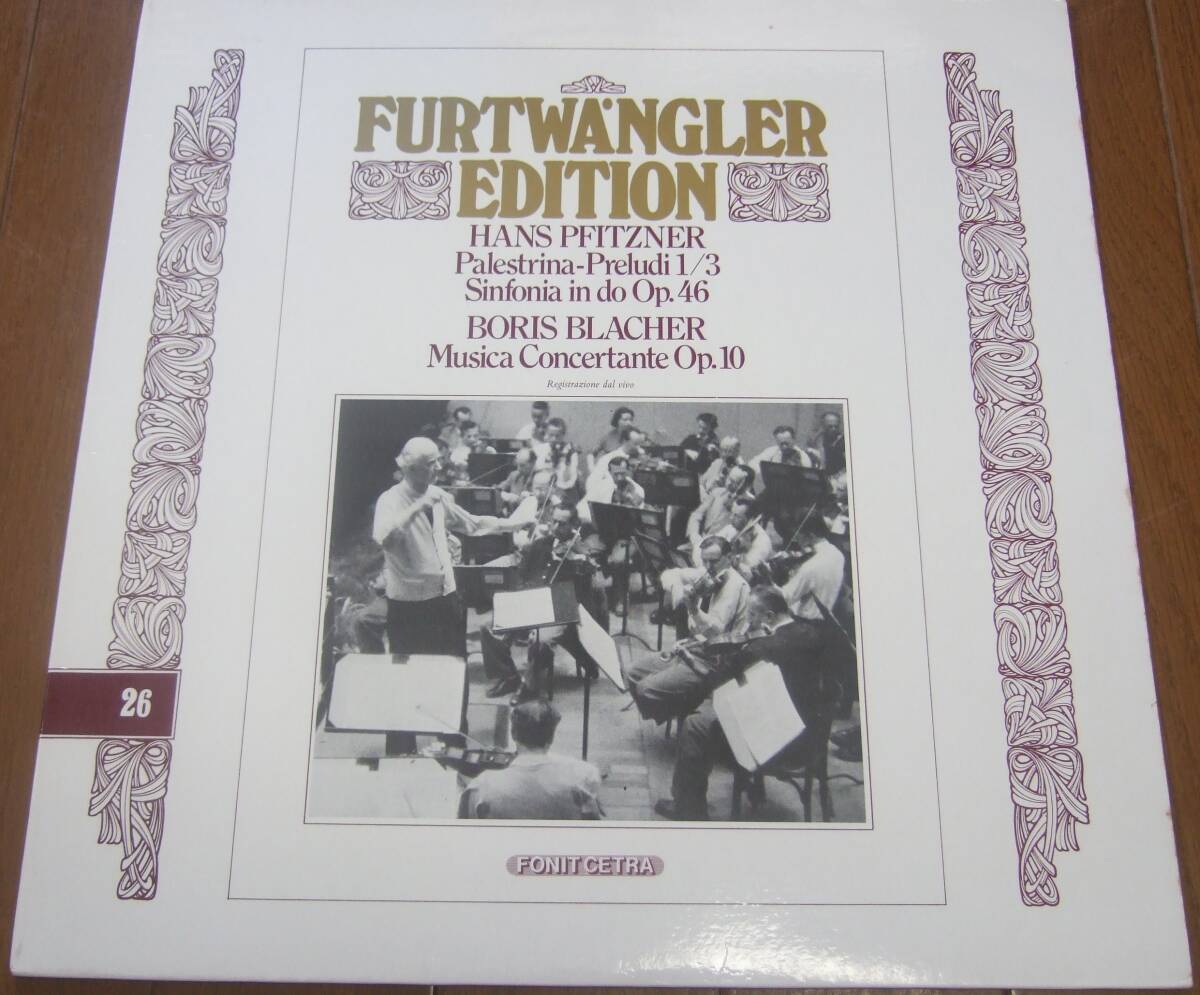 FURTWÄNGLER
EDITION
HANS PFITZNER
Palestrina-Preludi 1/3
Sinfonia in do Op. 46
BORIS BLACHER
Musica Concertante Op. 10
Registrazione dal vivo
26
FONIT CETRA